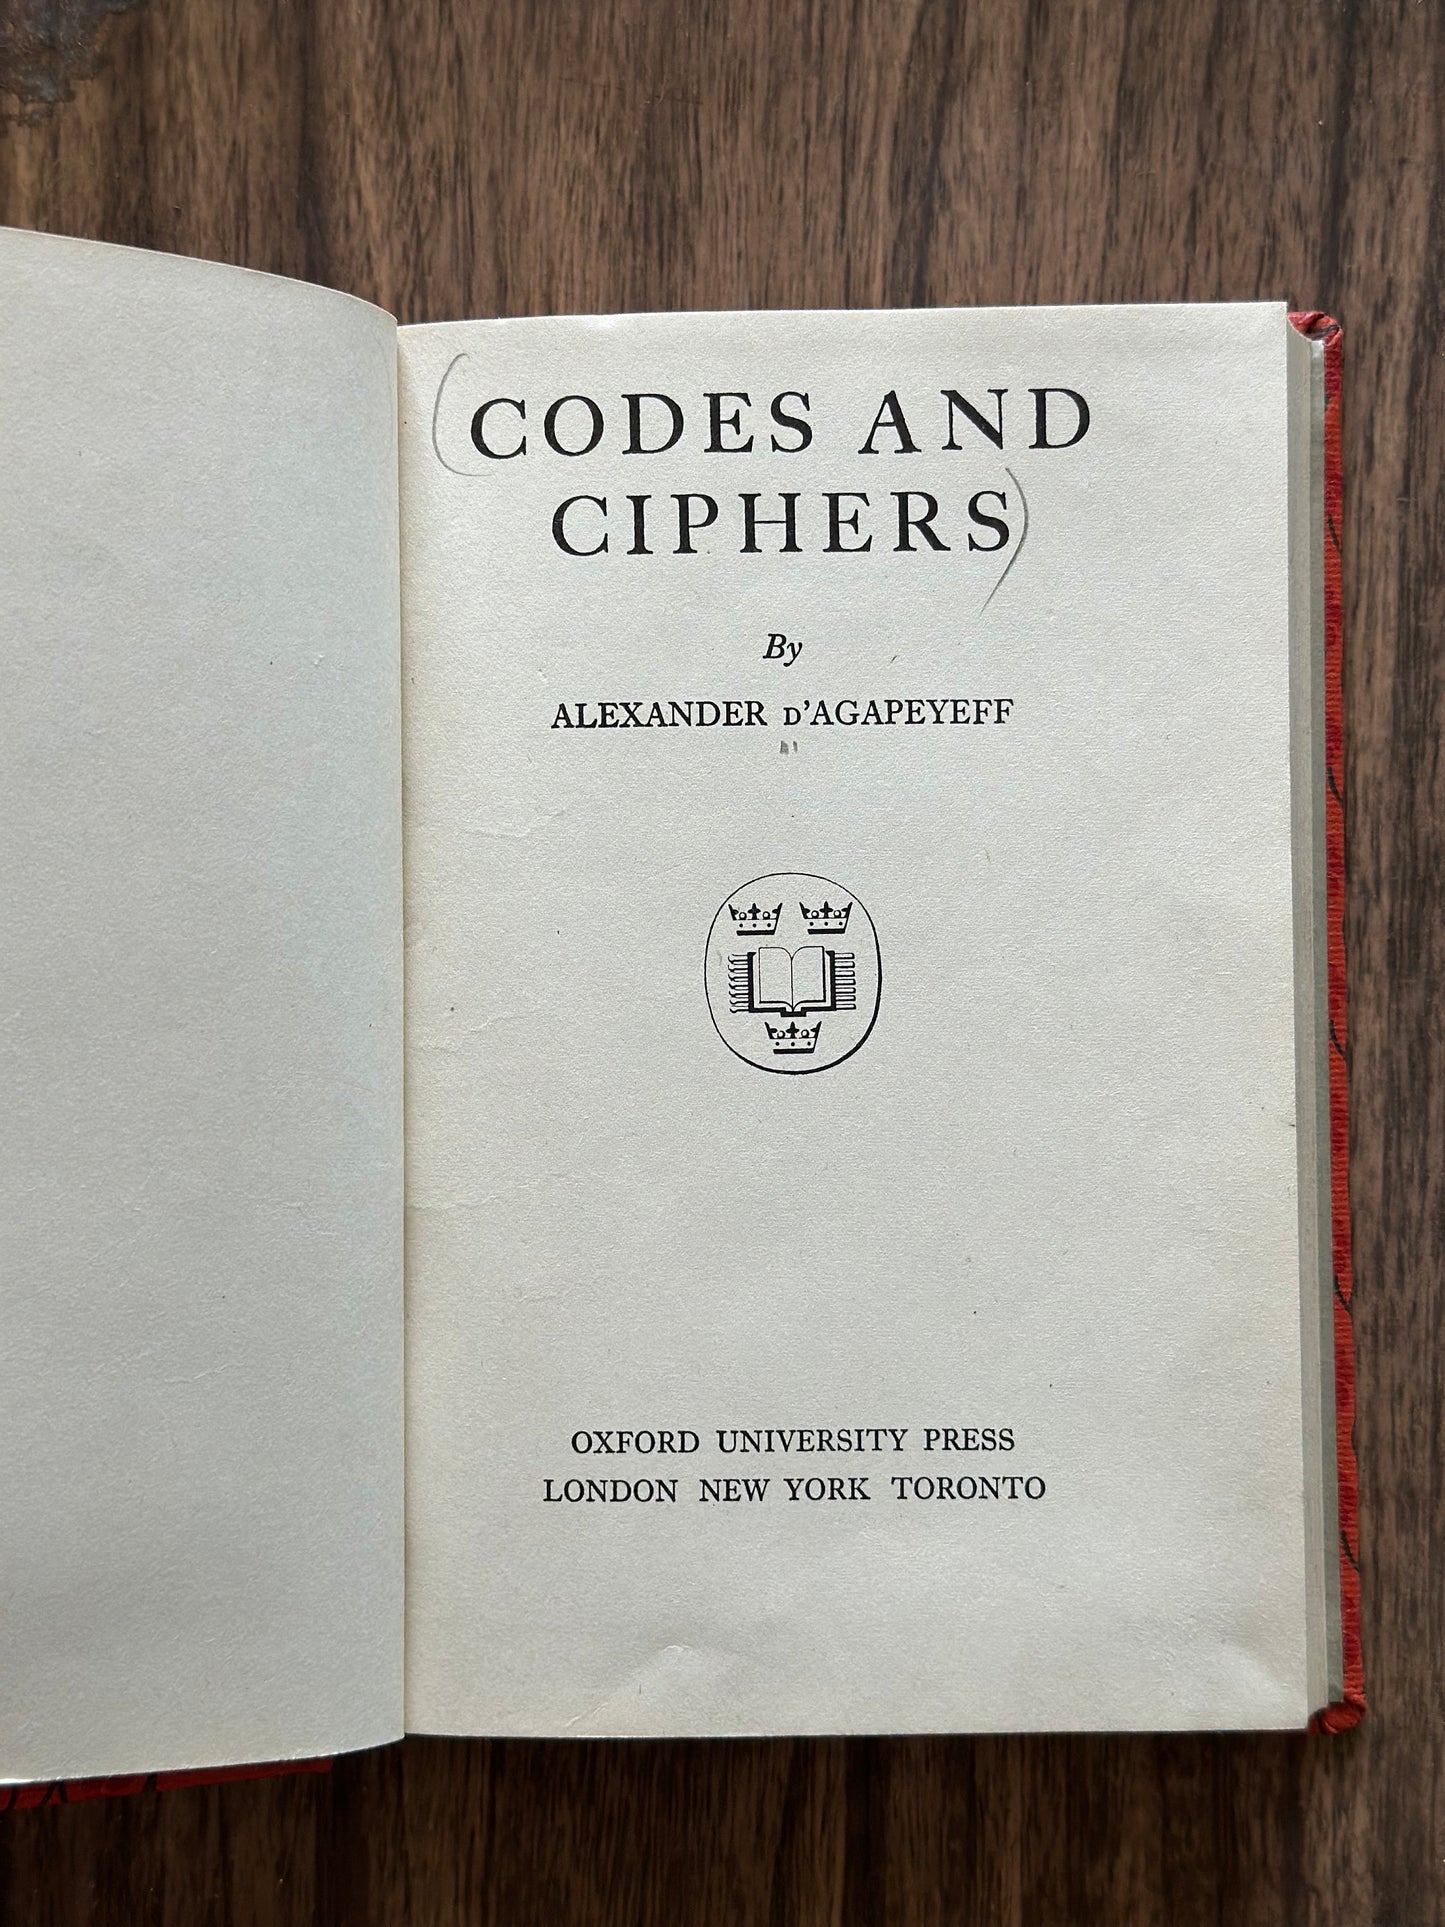 CODES AND
CIPHERS
By
ALEXANDER D'AGAPEYEFF
OXFORD UNIVERSITY PRESS
LONDON NEW YORK TORONTO